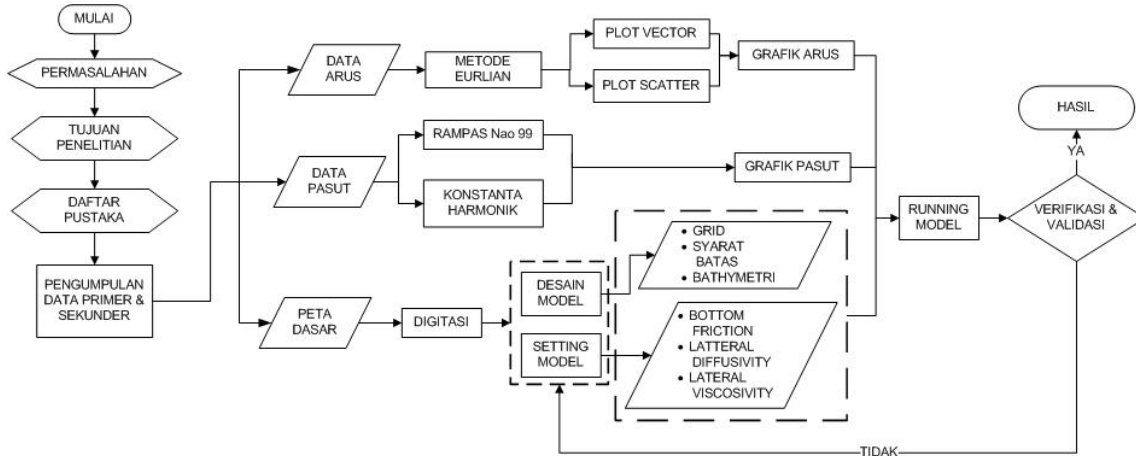 MULAI
PERMASALAHAN
TUJUAN
PENELITIAN
DAFTAR
PUSTAKA
PENGUMPULAN
DATA PRIMER &
SEKUNDER
DATA
ARUS
METODE
EURLIAN
PLOT VECTOR
PLOT SCATTER
GRAFIK ARUS
DATA
PASUT
RAMPAS Nao 99
KONSTANTA
HARMONIK
GRAFIK PASUT
PETA
DASAR
DIGITASI
DESAIN
MODEL
SETTING
MODEL
• GRID
• SYARAT
BATAS
• BATHYMETRI
• BOTTOM
FRICTION
• LATTERAL
DIFFUSIVITY
• LATERAL
VISCOSIVITY
RUNNING
MODEL
VERIFIKASI &
VALIDASI
YA
HASIL
TIDAK